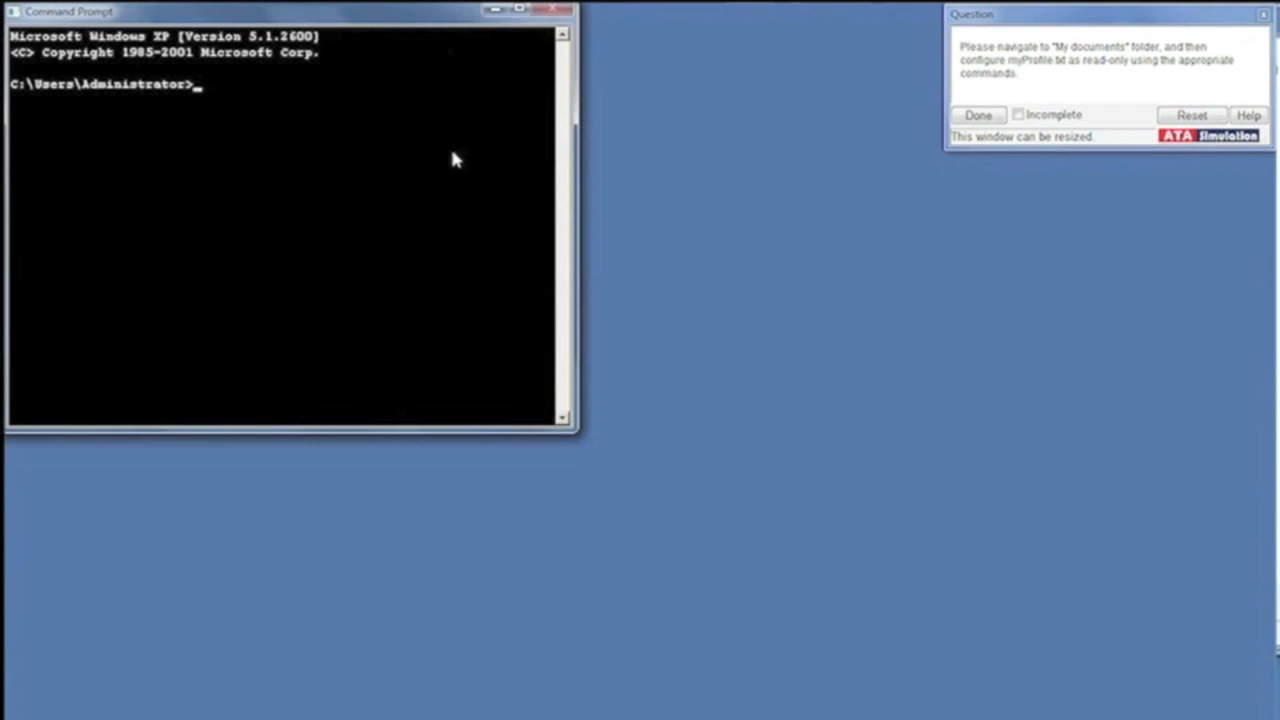 Command Prompt
Microsoft Windows XP [Version 5.1.2600]
<C> Copyright 1985-2001 Microsoft Corp.
C:\Users\Administrator>_
Question
Please navigate to "My documents" folder, and then
configure myProfile.txt as read-only using the appropriate
commands.
Done
Incomplete
Reset
Help
This window can be resized.
ATA Simulation